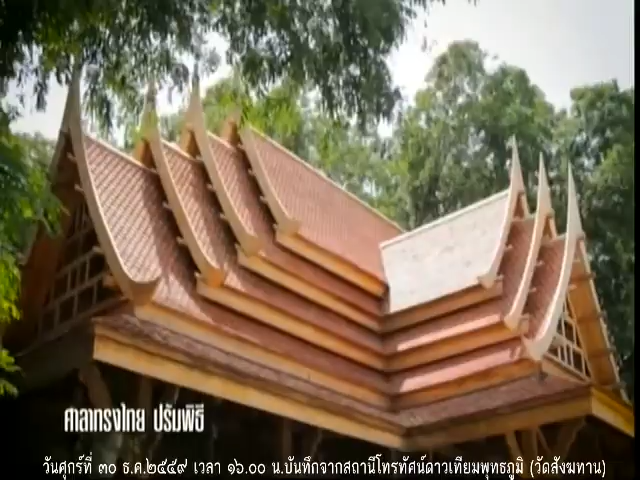 ศาลาทรงไทย ปริมพิธี
วันศุกร์ที่ ๓๐ ธ.ค.๒๕๕๙ เวลา ๑๖.๐๐ น.บันทึกจากสถานีโทรทัศน์ดาวเทียมพุทธภูมิ (วัดสังฆทาน)